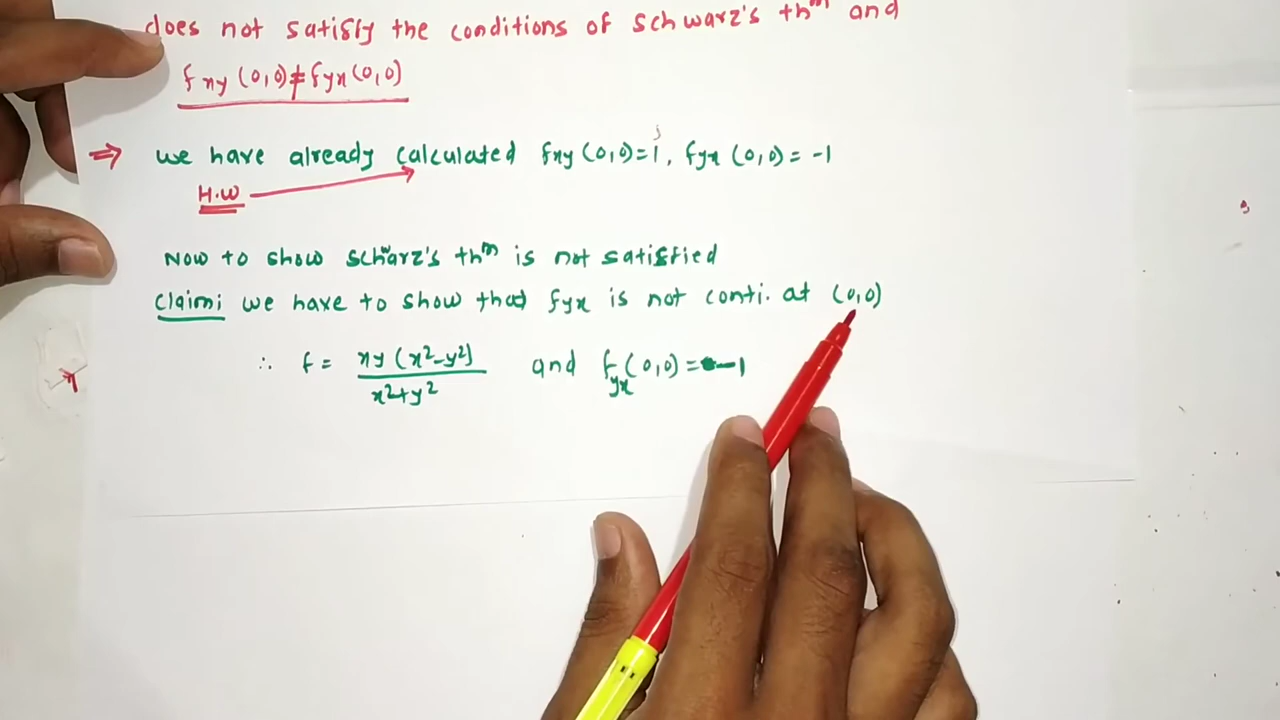 does not satisfy the conditions of schwarz's thm and
fxy (0,0) ≠ fyx (0,0)
⇒ we have already calculated fxy (0,0) = 1, fyx (0,0) = -1
H.W
Now to show schwarz's thm is not satisfied
claim: we have to show that fyx is not conti. at (0,0)
∴ f = xy (x²-y²) / x²+y² and fyx (0,0) = -1